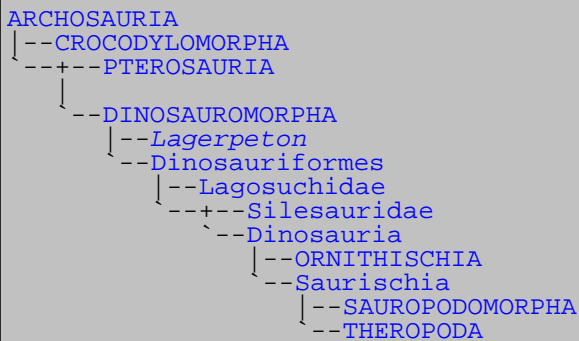 ARCHOSAURIA
|--CROCODYLOMORPHA
`--+--PTEROSAURIA
   |
   `--DINOSAUROMORPHA
      |--Lagerpeton
      `--Dinosauriformes
         |--Lagosuchidae
         `--+--Silesauridae
            `--Dinosauria
               |--ORNITHISCHIA
               `--Saurischia
                  |--SAUROPODOMORPHA
                  `--THEROPODA